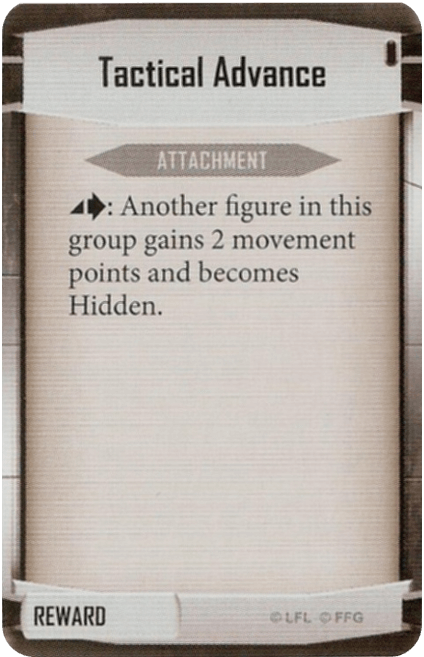 Tactical Advance
ATTACHMENT
: Another figure in this
group gains 2 movement
points and becomes
Hidden.
REWARD
© LFL © FFG